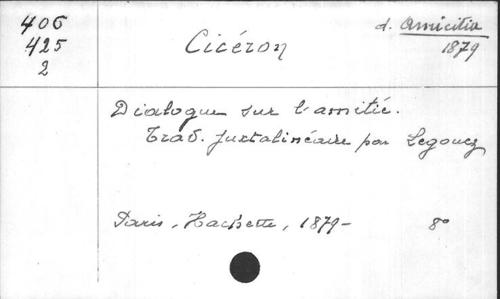 406
425
2
Cicéron
d. Amicitia
1879
Dialogue sur l'amitié.
Trad. juxtalinéaire par Legouez
Paris, Hachette, 1879- 8°